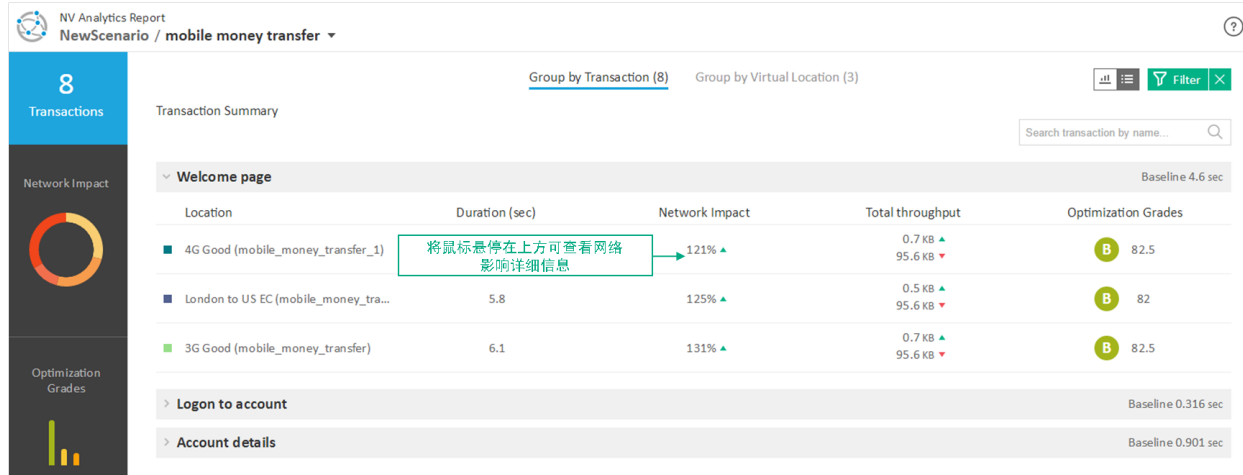 NV Analytics Report
NewScenario / mobile money transfer
?
8
Transactions
Group by Transaction (8)
Group by Virtual Location (3)
Filter
Transaction Summary
Search transaction by name...
Network Impact
Welcome page
Baseline 4.6 sec
Location
Duration (sec)
Network Impact
Total throughput
Optimization Grades
4G Good (mobile_money_transfer_1)
将鼠标悬停在上方可查看网络
影响详细信息
121%
0.7 KB
95.6 KB
B
82.5
London to US EC (mobile_money_tra...
5.8
125%
0.5 KB
95.6 KB
B
82
3G Good (mobile_money_transfer)
6.1
131%
0.7 KB
95.6 KB
B
82.5
Optimization
Grades
Logon to account
Baseline 0.316 sec
Account details
Baseline 0.901 sec